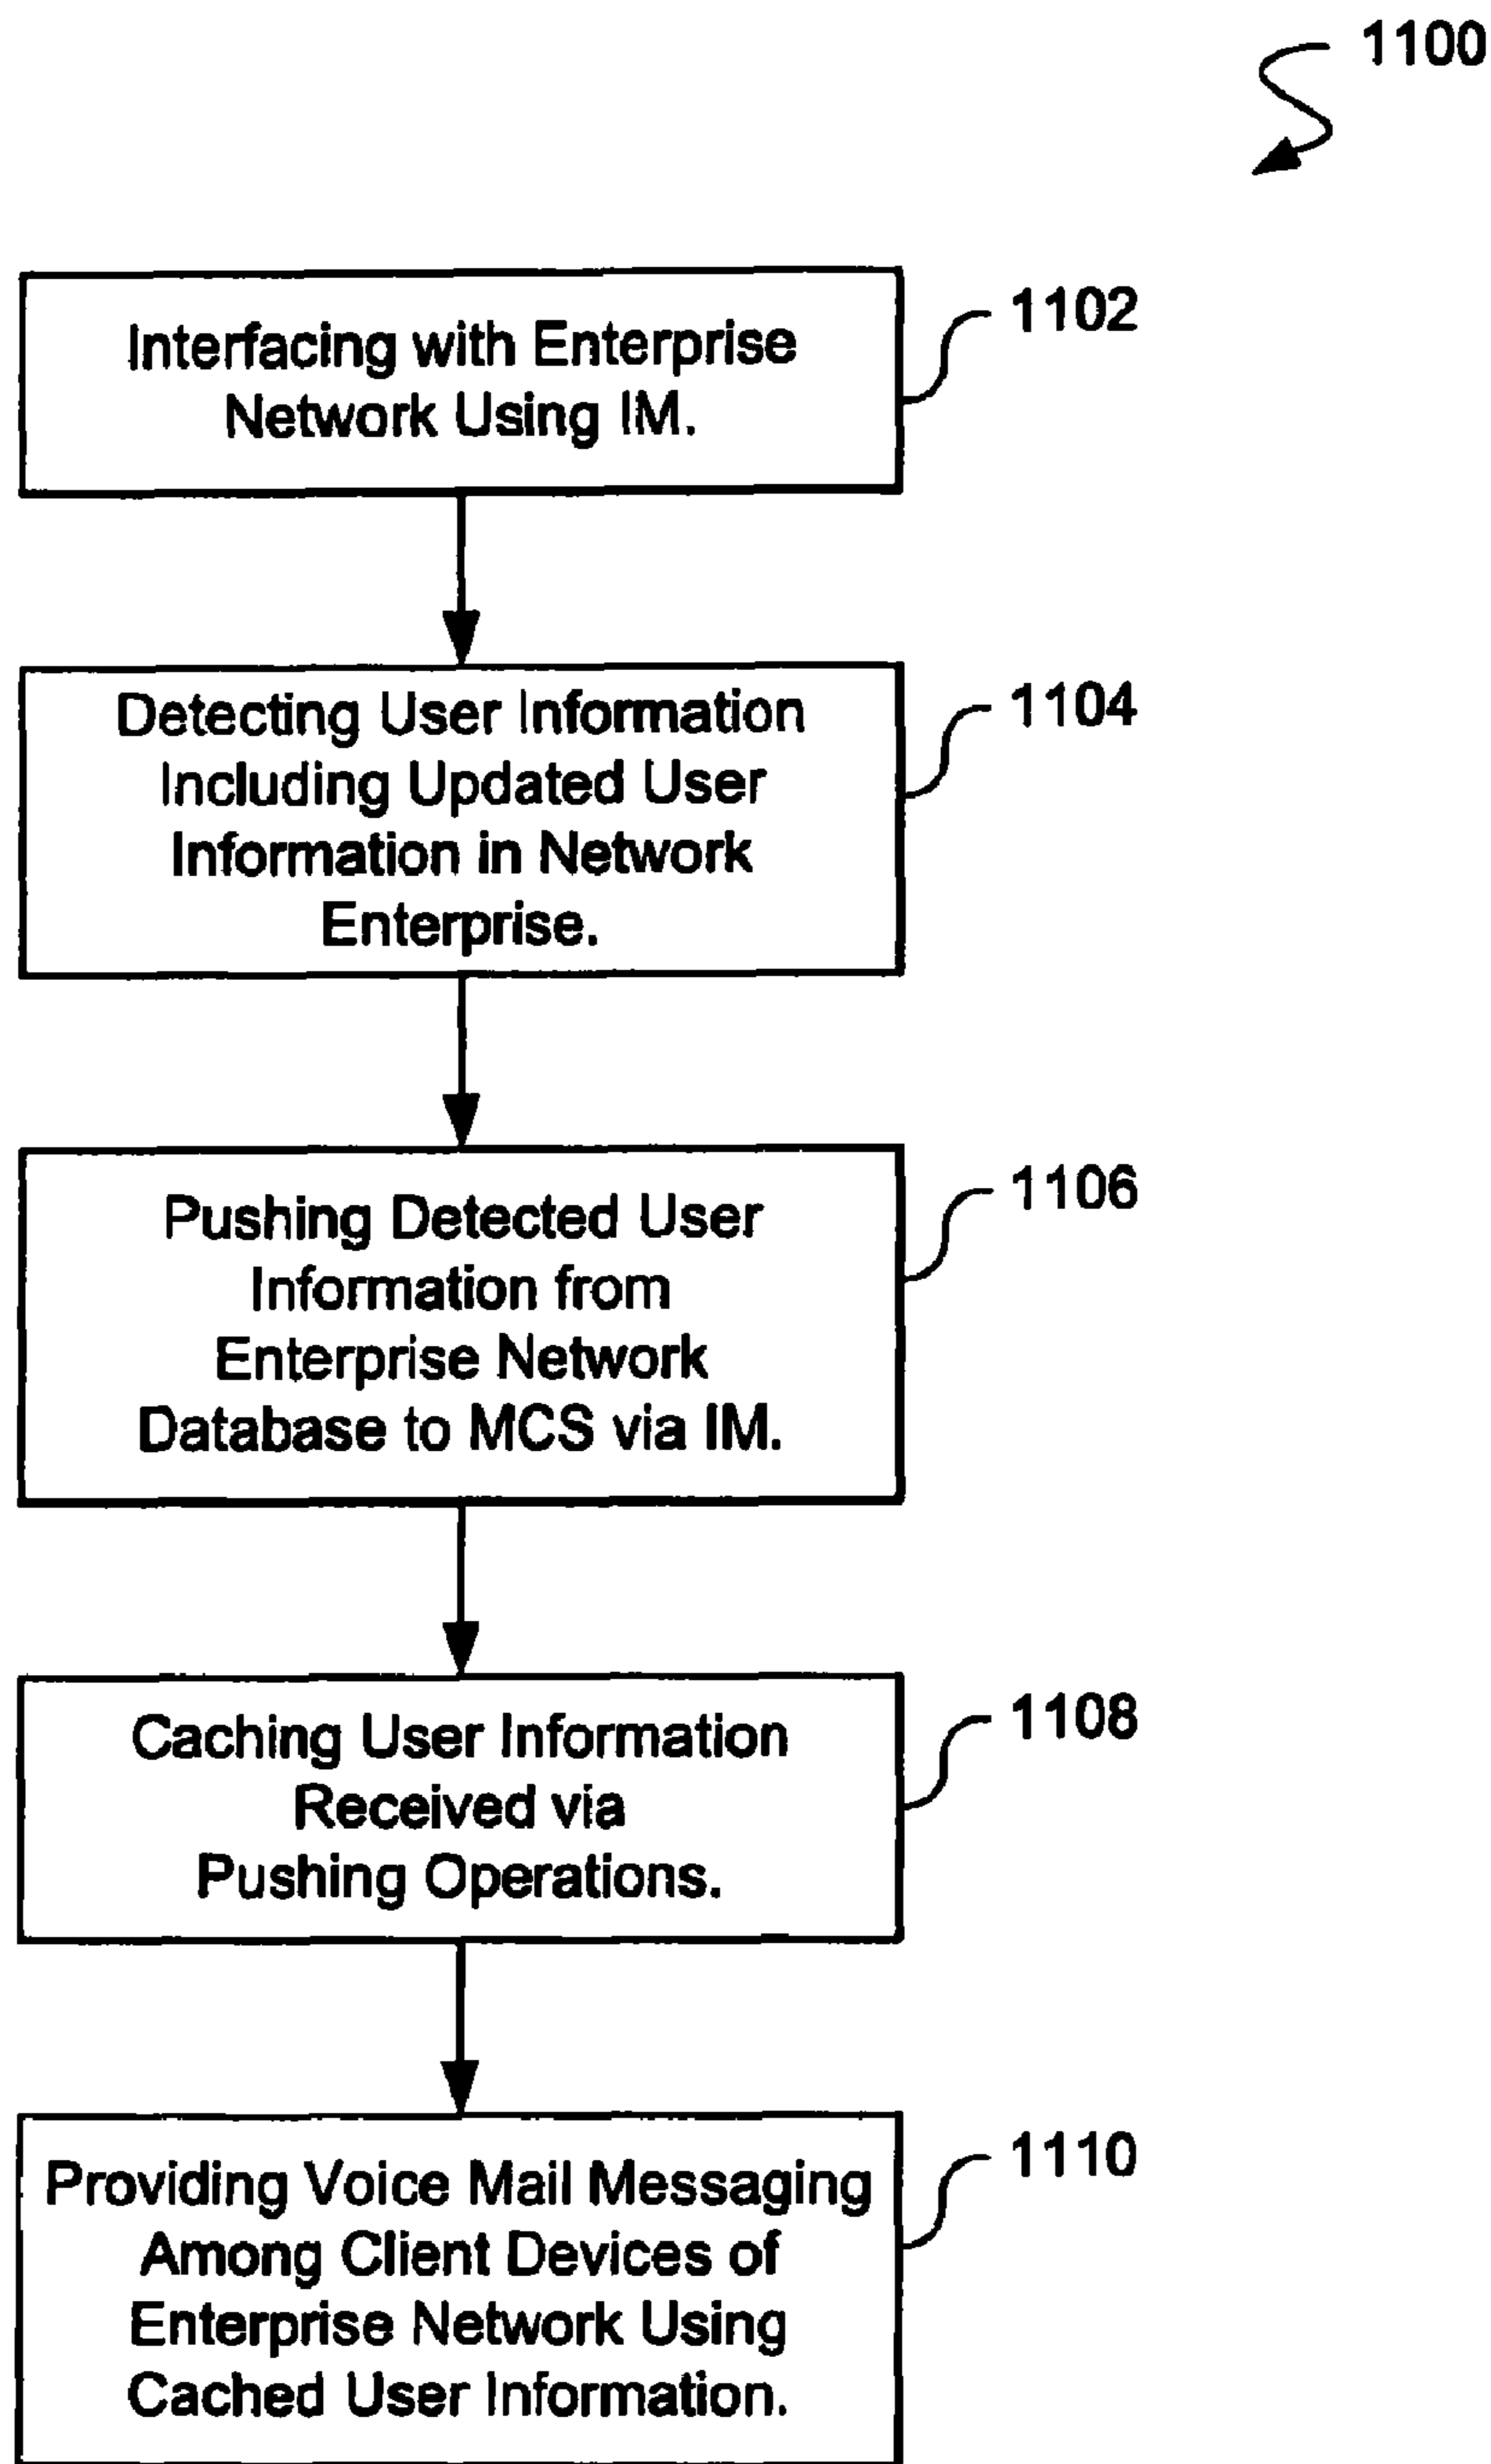 1100
Interfacing with Enterprise
Network Using IM.
1102
Detecting User Information
Including Updated User
Information in Network
Enterprise.
1104
Pushing Detected User
Information from
Enterprise Network
Database to MCS via IM.
1106
Caching User Information
Received via
Pushing Operations.
1108
Providing Voice Mail Messaging
Among Client Devices of
Enterprise Network Using
Cached User Information.
1110